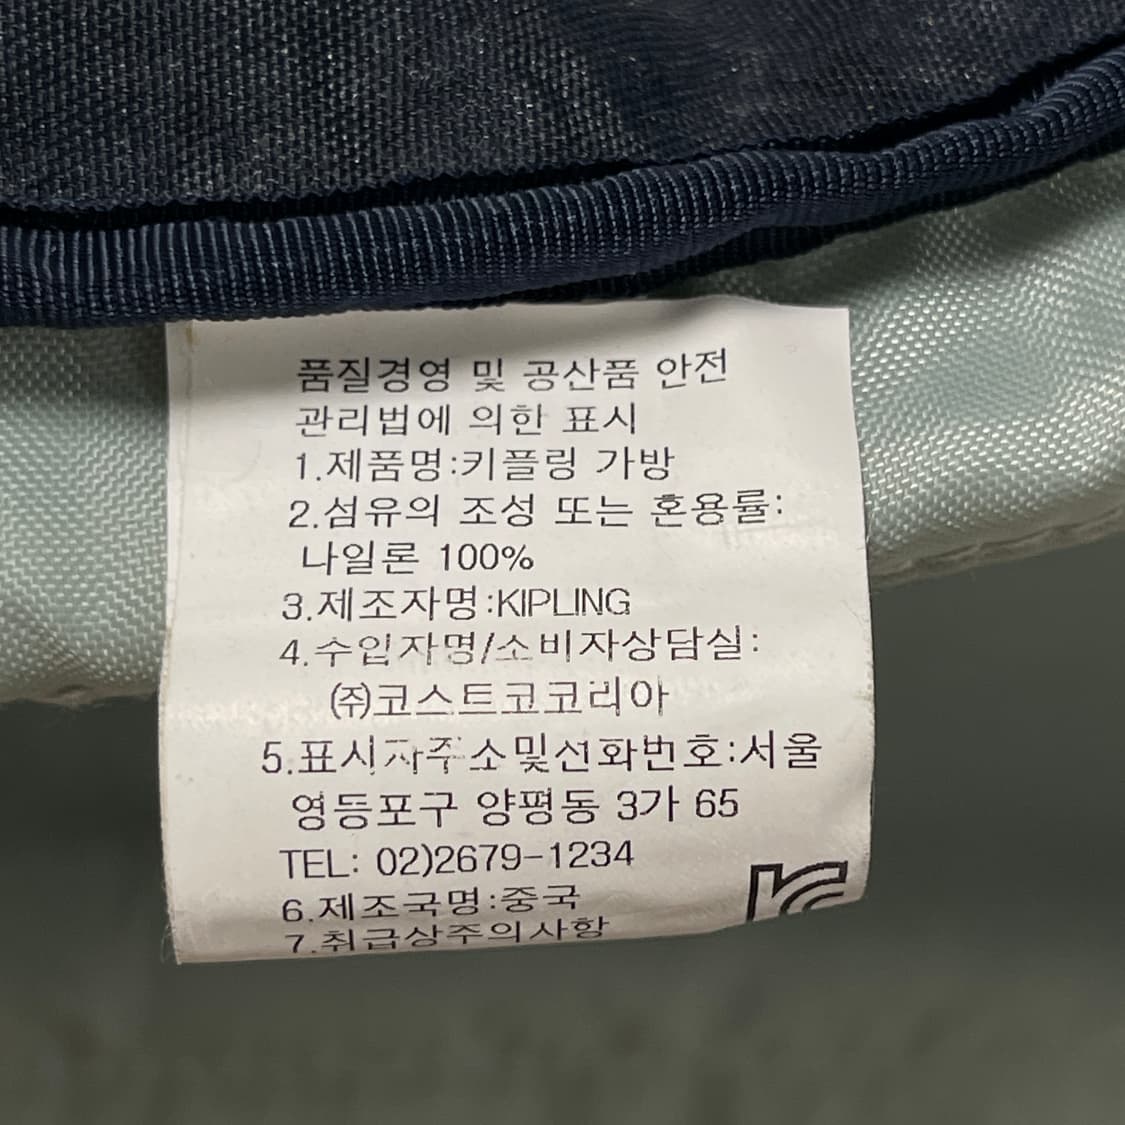 품질경영 및 공산품 안전
관리법에 의한 표시
1.제품명:키플링 가방
2.섬유의 조성 또는 혼용률:
나일론 100%
3.제조자명:KIPLING
4.수입자명/소비자상담실:
㈜코스트코코리아
5.표시자주소및전화번호:서울
영등포구 양평동 3가 65
TEL: 02)2679-1234
6.제조국명:중국
7.취급상주의사항